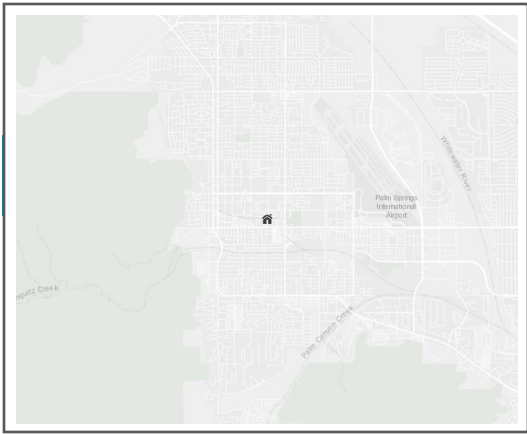 Whitewater River
Palm Springs
International
Airport
Palm Canyon Creek